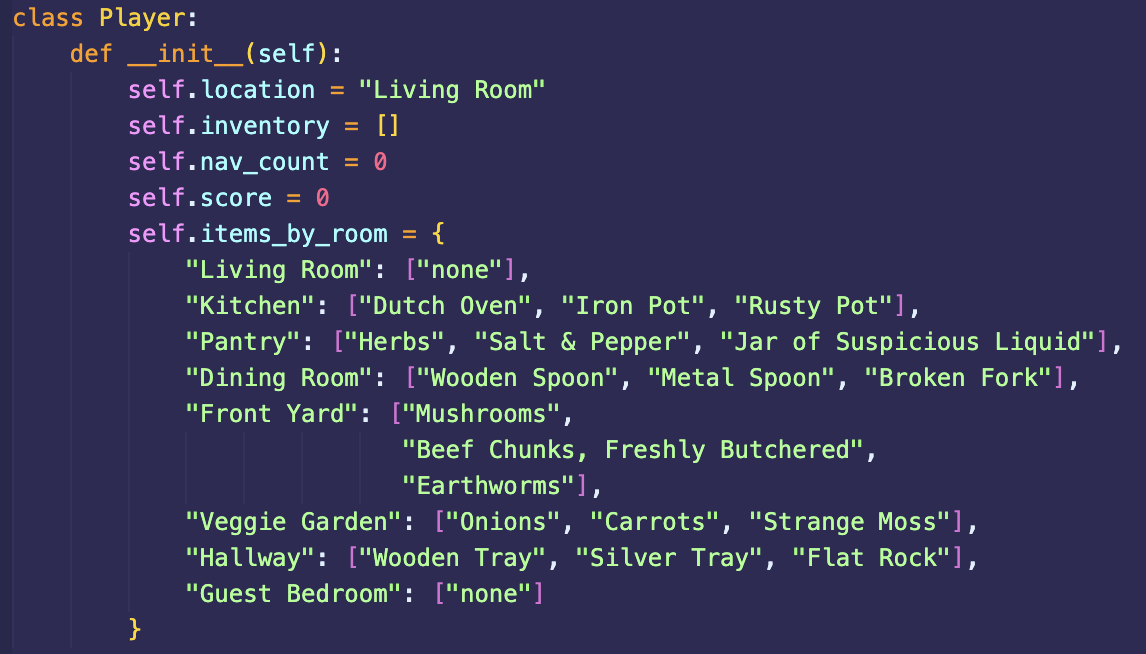 class Player:
    def __init__(self):
        self.location = "Living Room"
        self.inventory = []
        self.nav_count = 0
        self.score = 0
        self.items_by_room = {
            "Living Room": ["none"],
            "Kitchen": ["Dutch Oven", "Iron Pot", "Rusty Pot"],
            "Pantry": ["Herbs", "Salt & Pepper", "Jar of Suspicious Liquid"],
            "Dining Room": ["Wooden Spoon", "Metal Spoon", "Broken Fork"],
            "Front Yard": ["Mushrooms",
                           "Beef Chunks, Freshly Butchered",
                           "Earthworms"],
            "Veggie Garden": ["Onions", "Carrots", "Strange Moss"],
            "Hallway": ["Wooden Tray", "Silver Tray", "Flat Rock"],
            "Guest Bedroom": ["none"]
        }